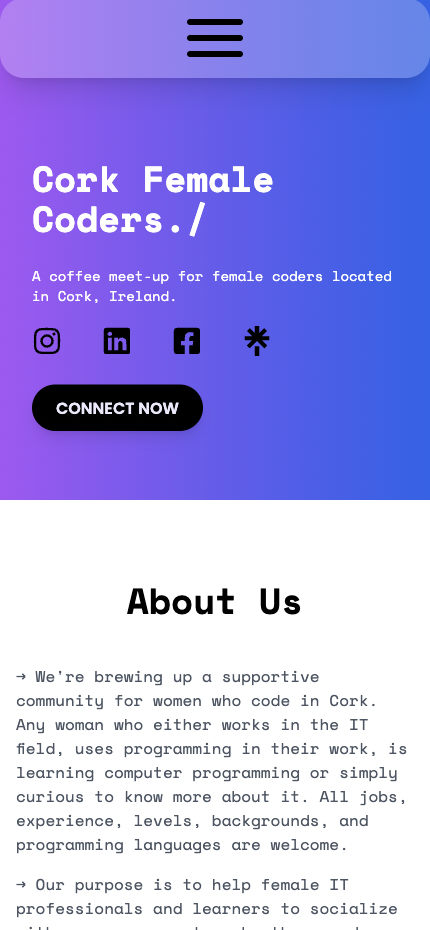 Cork Female
Coders./
A coffee meet-up for female coders located
in Cork, Ireland.
CONNECT NOW
About Us
→ We're brewing up a supportive
community for women who code in Cork.
Any woman who either works in the IT
field, uses programming in their work, is
learning computer programming or simply
curious to know more about it. All jobs,
experience, levels, backgrounds, and
programming languages are welcome.
→ Our purpose is to help female IT
professionals and learners to socialize